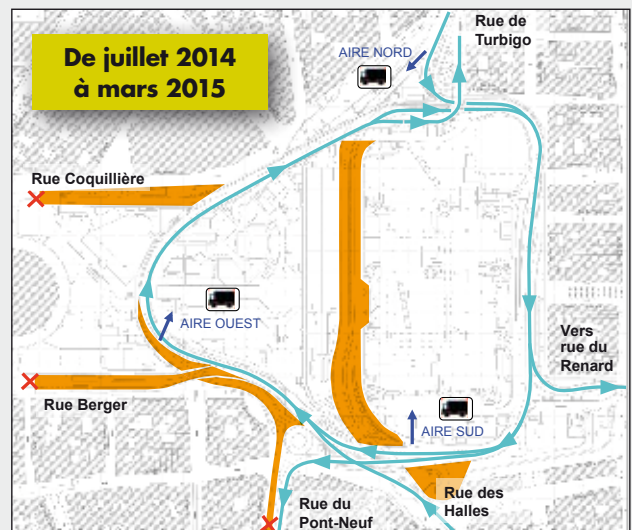 De juillet 2014
à mars 2015
Rue de
Turbigo
AIRE NORD
Rue Coquillière
AIRE OUEST
Vers
rue du
Renard
Rue Berger
AIRE SUD
Rue des
Halles
Rue du
Pont-Neuf